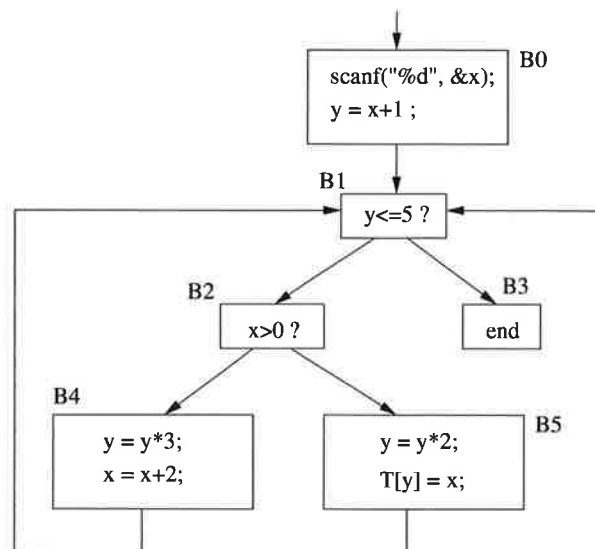 B0
scanf("%d", &x);
y = x+1 ;
B1
y<=5 ?
B2
B3
x>0 ?
end
B4
B5
y = y*3;
x = x+2;
y = y*2;
T[y] = x;